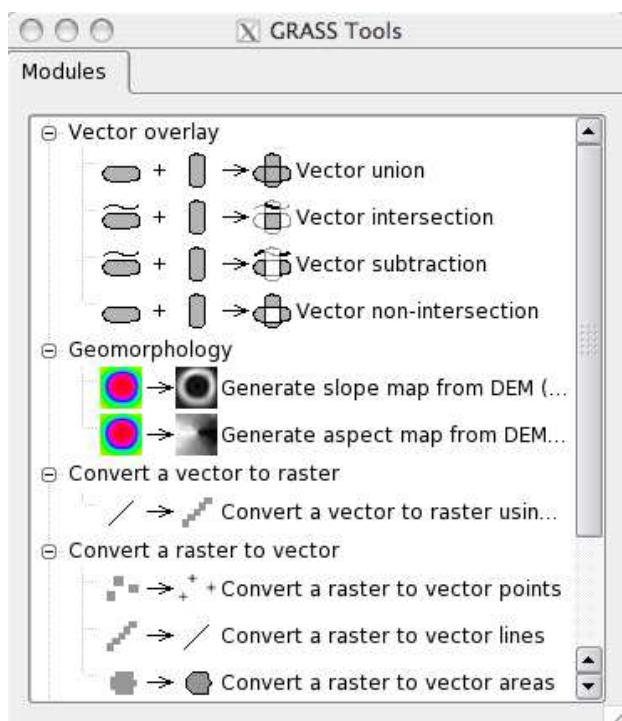 GRASS Tools
Modules
Vector overlay
Vector union
Vector intersection
Vector subtraction
Vector non-intersection
Geomorphology
Generate slope map from DEM (...
Generate aspect map from DEM...
Convert a vector to raster
Convert a vector to raster usin...
Convert a raster to vector
Convert a raster to vector points
Convert a raster to vector lines
Convert a raster to vector areas